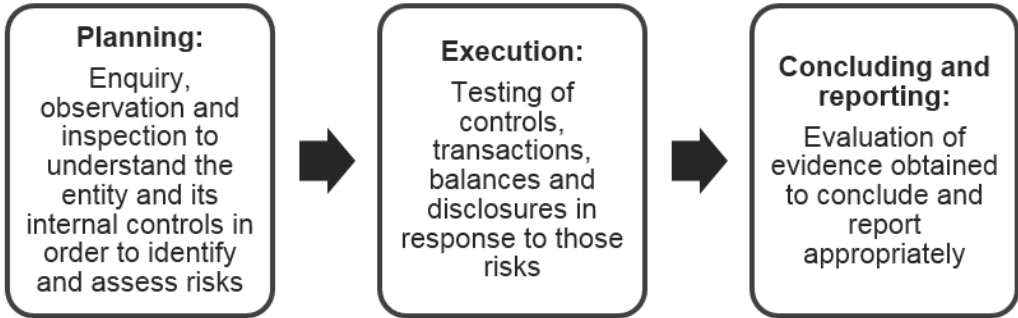 Planning:
Enquiry,
observation and
inspection to
understand the
entity and its
internal controls in
order to identify
and assess risks
Execution:
Testing of
controls,
transactions,
balances and
disclosures in
response to those
risks
Concluding and
reporting:
Evaluation of
evidence obtained
to conclude and
report
appropriately